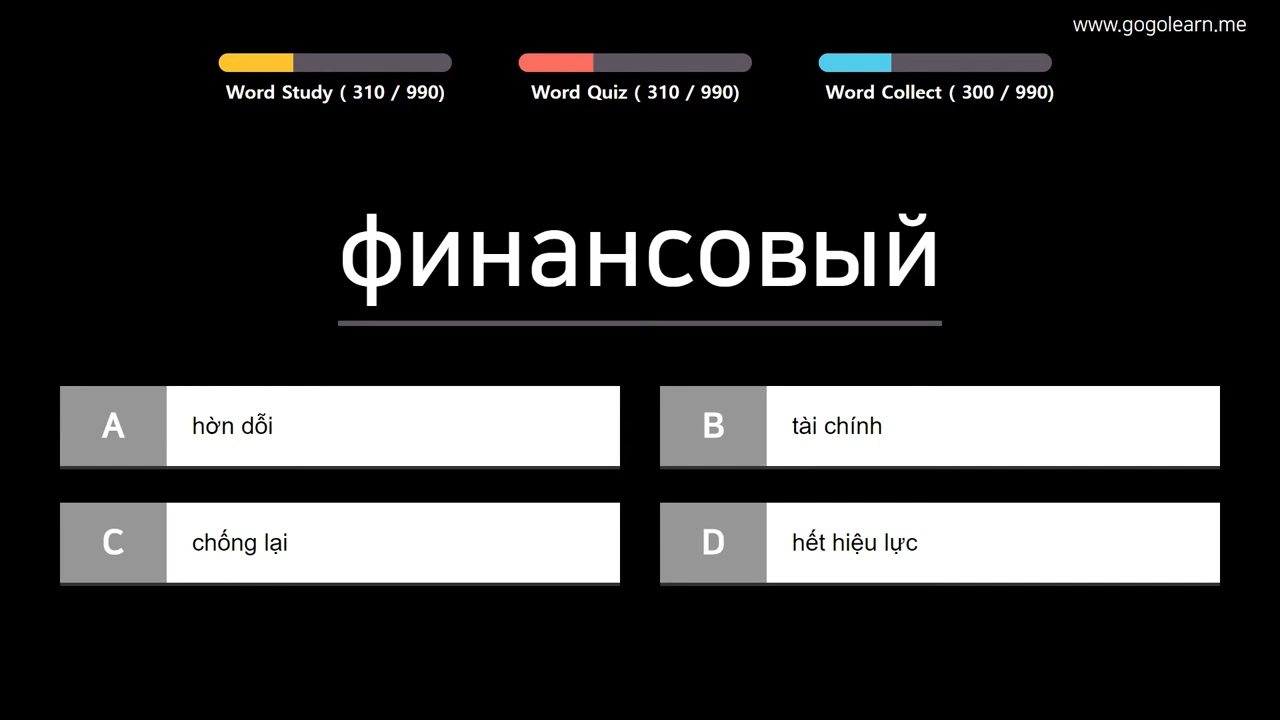 www.gogolearn.me
Word Study ( 310 / 990)
Word Quiz ( 310 / 990)
Word Collect ( 300 / 990)
финансовый
A
hờn dỗi
B
tài chính
C
chống lại
D
hết hiệu lực